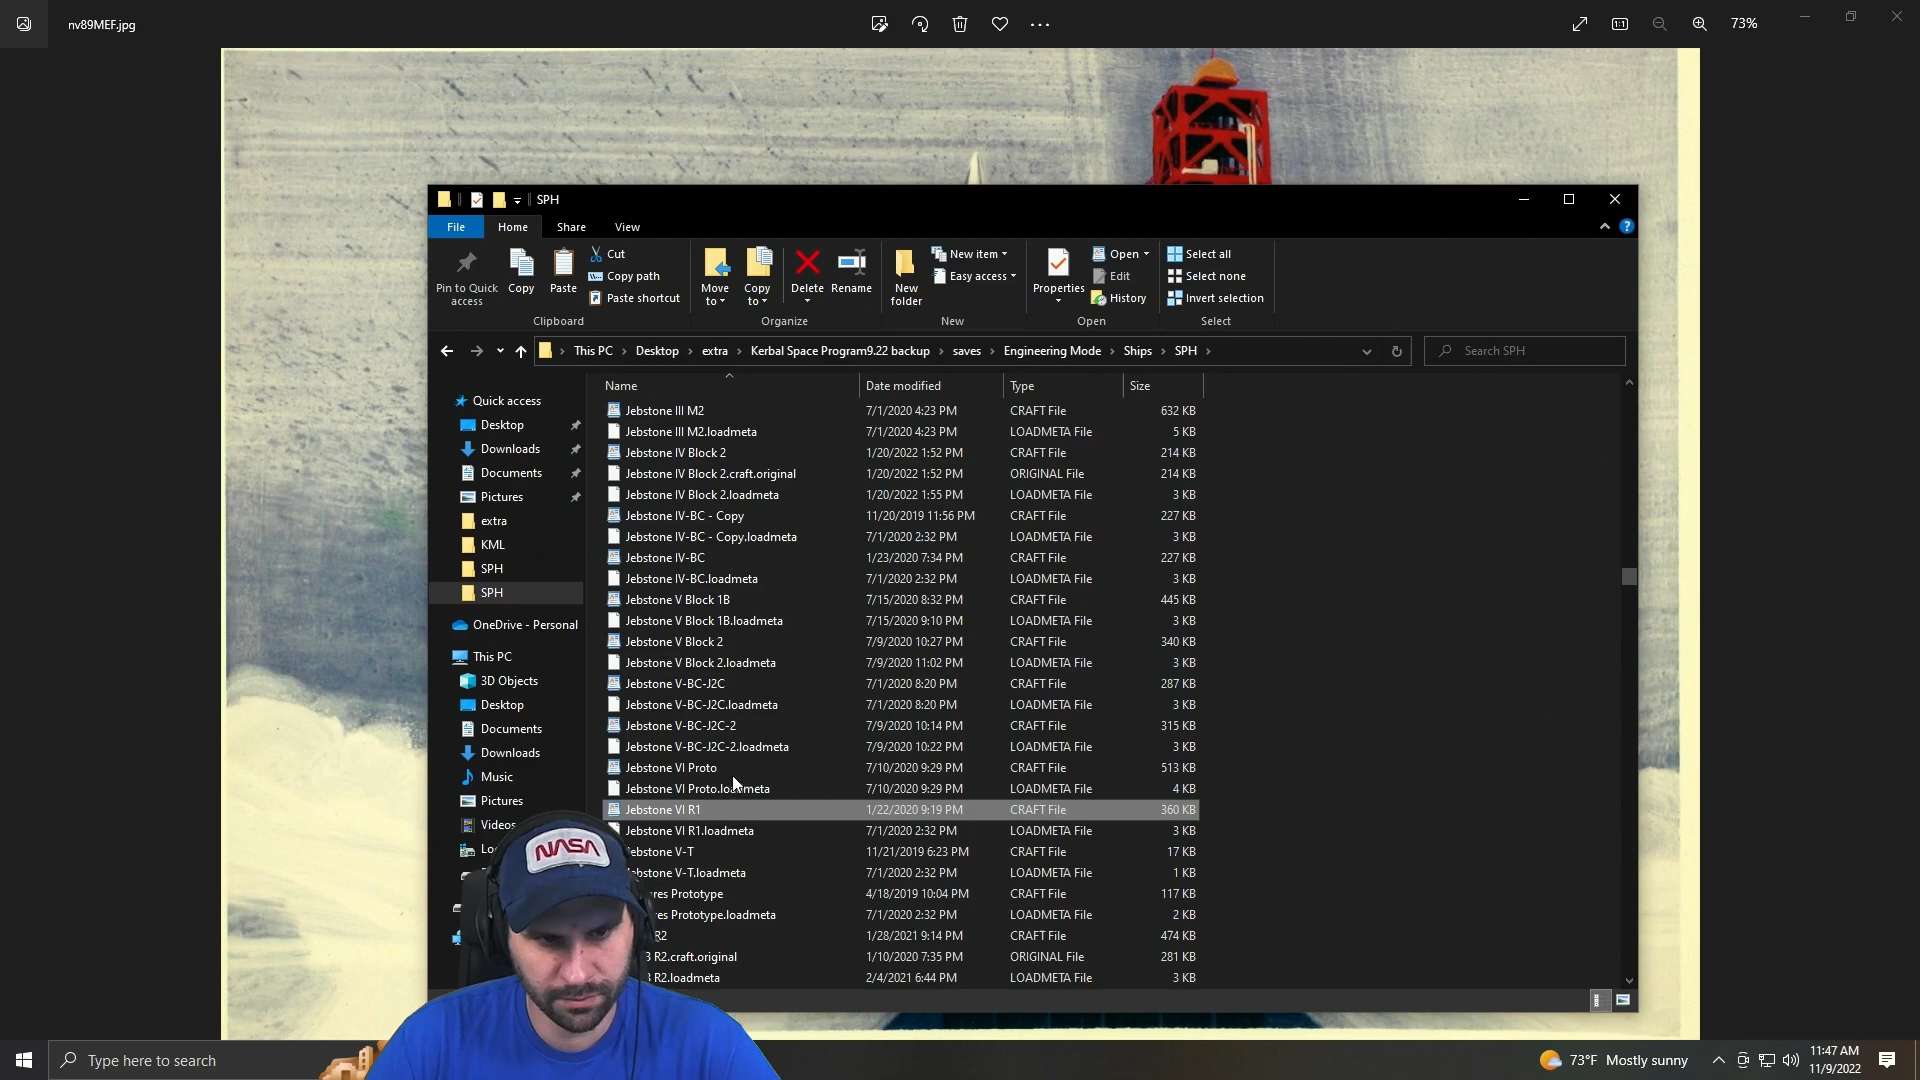 nv89MEF.jpg
73%
SPH
File Home Share View
Pin to Quick access
Copy
Paste
Cut
Copy path
Paste shortcut
Clipboard
Move to
Copy to
Delete
Rename
Organize
New folder
New item
Easy access
New
Properties
Open
Edit
History
Open
Select all
Select none
Invert selection
Select
This PC > Desktop > extra > Kerbal Space Program9.22 backup > saves > Engineering Mode > Ships > SPH >
Search SPH
Quick access
Desktop
Downloads
Documents
Pictures
extra
KML
SPH
SPH
OneDrive - Personal
This PC
3D Objects
Desktop
Documents
Downloads
Music
Pictures
Videos
Name Date modified Type Size
Jebstone III M2 7/1/2020 4:23 PM CRAFT File 632 KB
Jebstone III M2.loadmeta 7/1/2020 4:23 PM LOADMETA File 5 KB
Jebstone IV Block 2 1/20/2022 1:52 PM CRAFT File 214 KB
Jebstone IV Block 2.craft.original 1/20/2022 1:52 PM ORIGINAL File 214 KB
Jebstone IV Block 2.loadmeta 1/20/2022 1:55 PM LOADMETA File 3 KB
Jebstone IV-BC - Copy 11/20/2019 11:56 PM CRAFT File 227 KB
Jebstone IV-BC - Copy.loadmeta 7/1/2020 2:32 PM LOADMETA File 3 KB
Jebstone IV-BC 1/23/2020 7:34 PM CRAFT File 227 KB
Jebstone IV-BC.loadmeta 7/1/2020 2:32 PM LOADMETA File 3 KB
Jebstone V Block 1B 7/15/2020 8:32 PM CRAFT File 445 KB
Jebstone V Block 1B.loadmeta 7/15/2020 9:10 PM LOADMETA File 3 KB
Jebstone V Block 2 7/9/2020 10:27 PM CRAFT File 340 KB
Jebstone V Block 2.loadmeta 7/9/2020 11:02 PM LOADMETA File 3 KB
Jebstone V-BC-J2C 7/1/2020 8:20 PM CRAFT File 287 KB
Jebstone V-BC-J2C.loadmeta 7/1/2020 8:20 PM LOADMETA File 3 KB
Jebstone V-BC-J2C-2 7/9/2020 10:14 PM CRAFT File 315 KB
Jebstone V-BC-J2C-2.loadmeta 7/9/2020 10:22 PM LOADMETA File 3 KB
Jebstone VI Proto 7/10/2020 9:29 PM CRAFT File 513 KB
Jebstone VI Proto.loadmeta 7/10/2020 9:29 PM LOADMETA File 4 KB
Jebstone VI R1 1/22/2020 9:19 PM CRAFT File 360 KB
Jebstone VI R1.loadmeta 7/1/2020 2:32 PM LOADMETA File 3 KB
ebstone V-T 11/21/2019 6:23 PM CRAFT File 17 KB
ebstone V-T.loadmeta 7/1/2020 2:32 PM LOADMETA File 1 KB
res Prototype 4/18/2019 10:04 PM CRAFT File 117 KB
res Prototype.loadmeta 7/1/2020 2:32 PM LOADMETA File 2 KB
R2 1/28/2021 9:14 PM CRAFT File 474 KB
R2.craft.original 1/10/2020 7:35 PM ORIGINAL File 281 KB
R2.loadmeta 2/4/2021 6:44 PM LOADMETA File 3 KB
NASA
Type here to search
73°F Mostly sunny
11:47 AM
11/9/2022